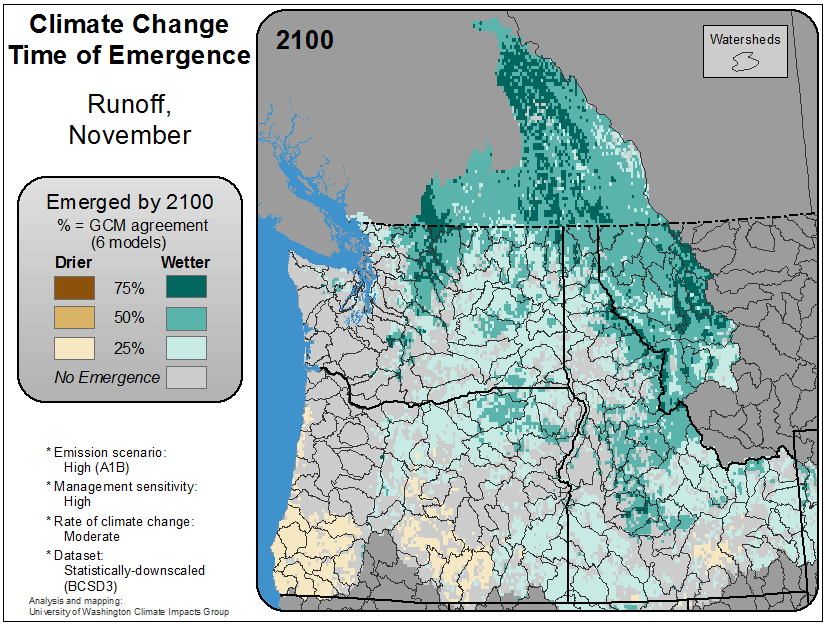 Climate Change
Time of Emergence
Runoff,
November
Emerged by 2100
% = GCM agreement
(6 models)
Drier Wetter
75%
50%
25%
No Emergence
* Emission scenario:
High (A1B)
* Management sensitivity:
High
* Rate of climate change:
Moderate
* Dataset:
Statistically-downscaled
(BCSD3)
Analysis and mapping:
University of Washington Climate Impacts Group
2100
Watersheds